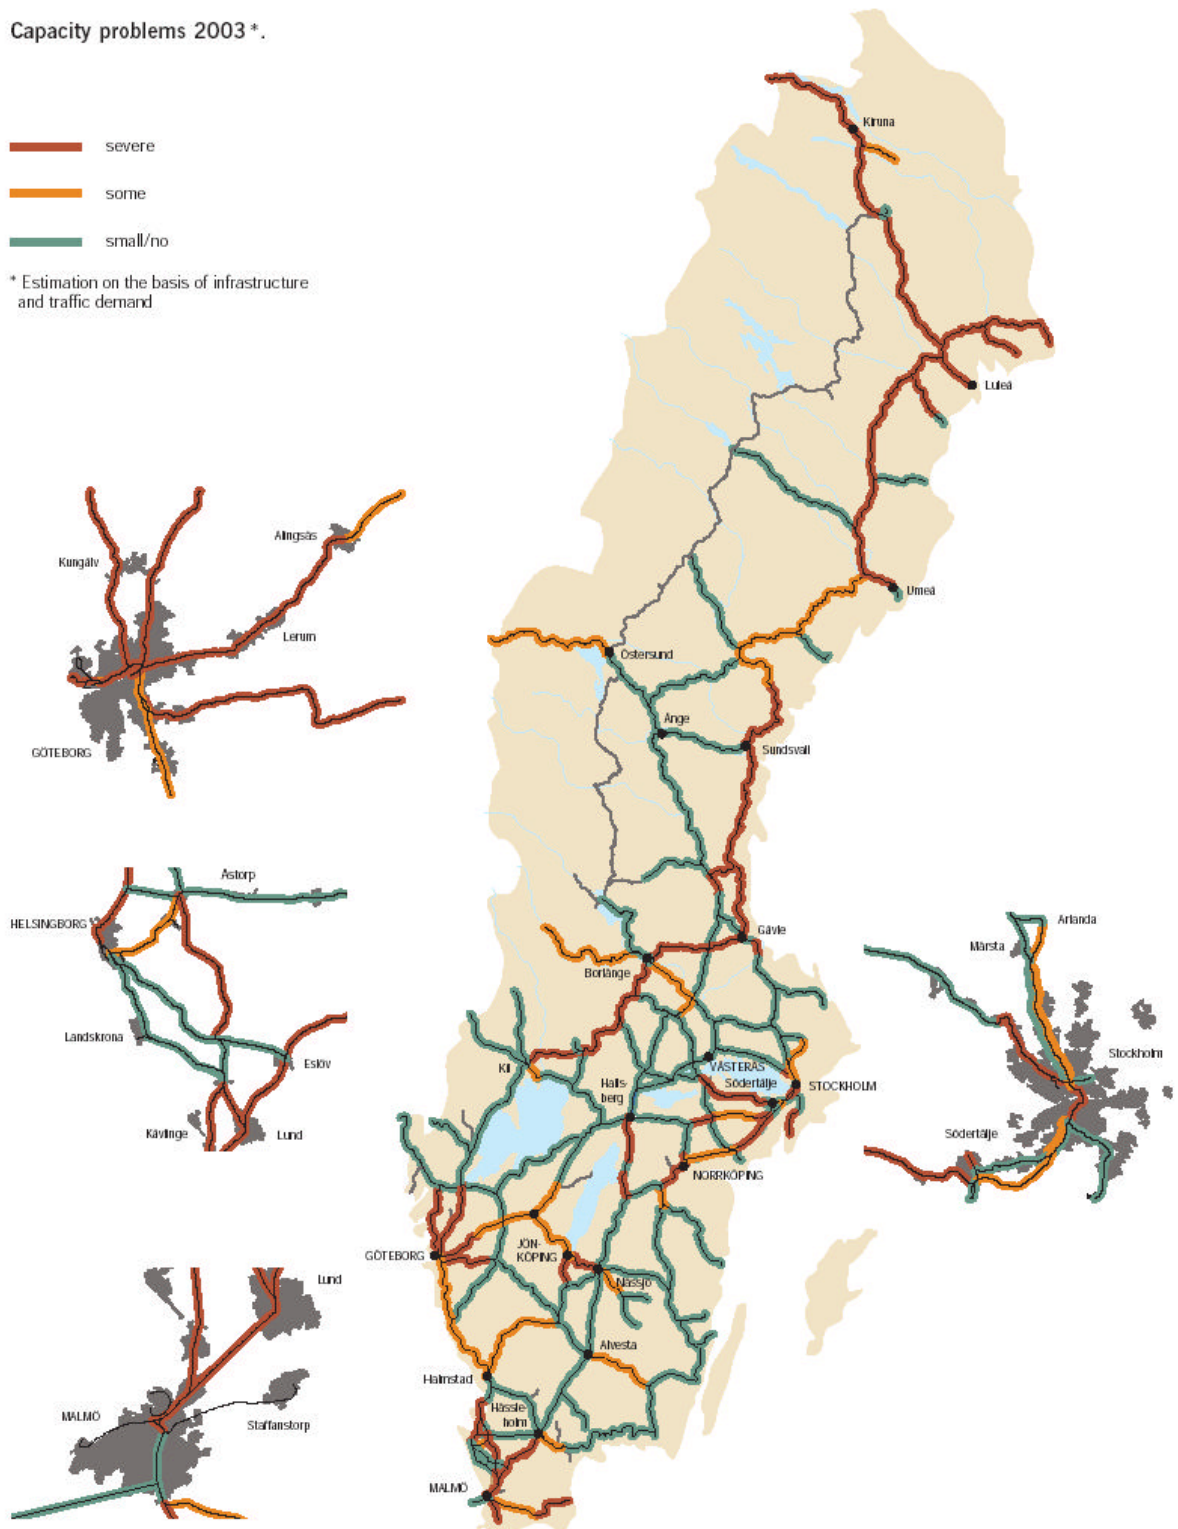 Capacity problems 2003*.
severe
some
small/no
* Estimation on the basis of infrastructure
and traffic demand
Kiruna
Luleå
Umeå
Östersund
Ånge
Sundsvall
Gävle
Borlänge
Kil
VÄSTERÅS
Södertälje
STOCKHOLM
Halls-
berg
NORRKÖPING
GÖTEBORG
JÖN-
KÖPING
Nässjö
Alvesta
Halmstad
Hässle-
holm
MALMÖ
Alingsås
Kungälv
Lerum
GÖTEBORG
Åstorp
HELSINGBORG
Landskrona
Eslöv
Kävlinge
Lund
Lund
MALMÖ
Staffanstorp
Arlanda
Märsta
Stockholm
Södertälje